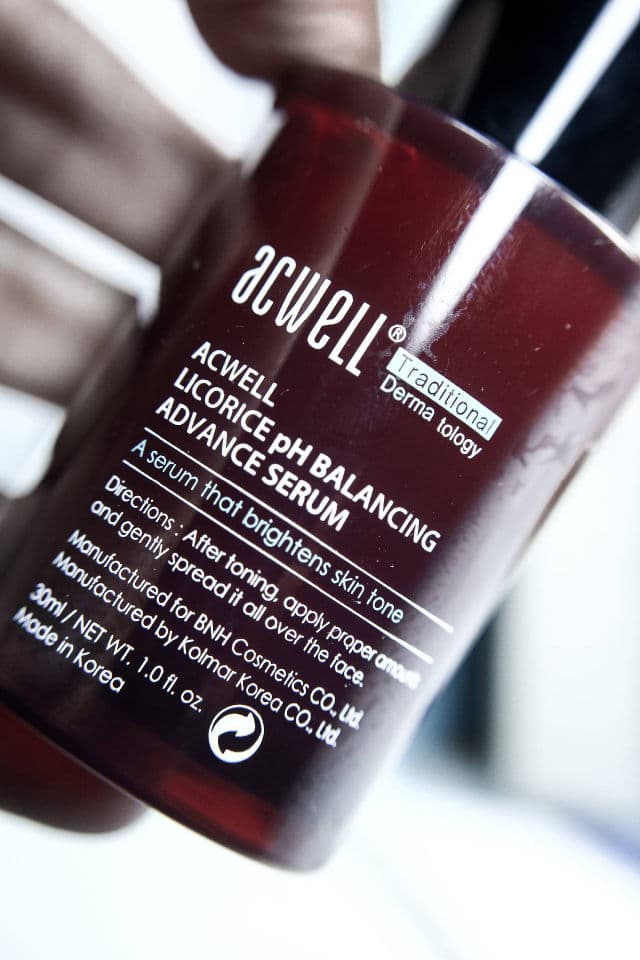 acwell®
Traditional
Derma tology
ACWELL
LICORICE pH BALANCING
ADVANCE SERUM
A serum that brightens skin tone
Directions : After toning, apply proper amounts
and gently spread it all over the face.
Manufactured for BNH Cosmetics CO., Ltd.
Manufactured by Kolmar Korea CO., Ltd.
30ml / NET WT. 1.0 fl. oz.
Made in Korea